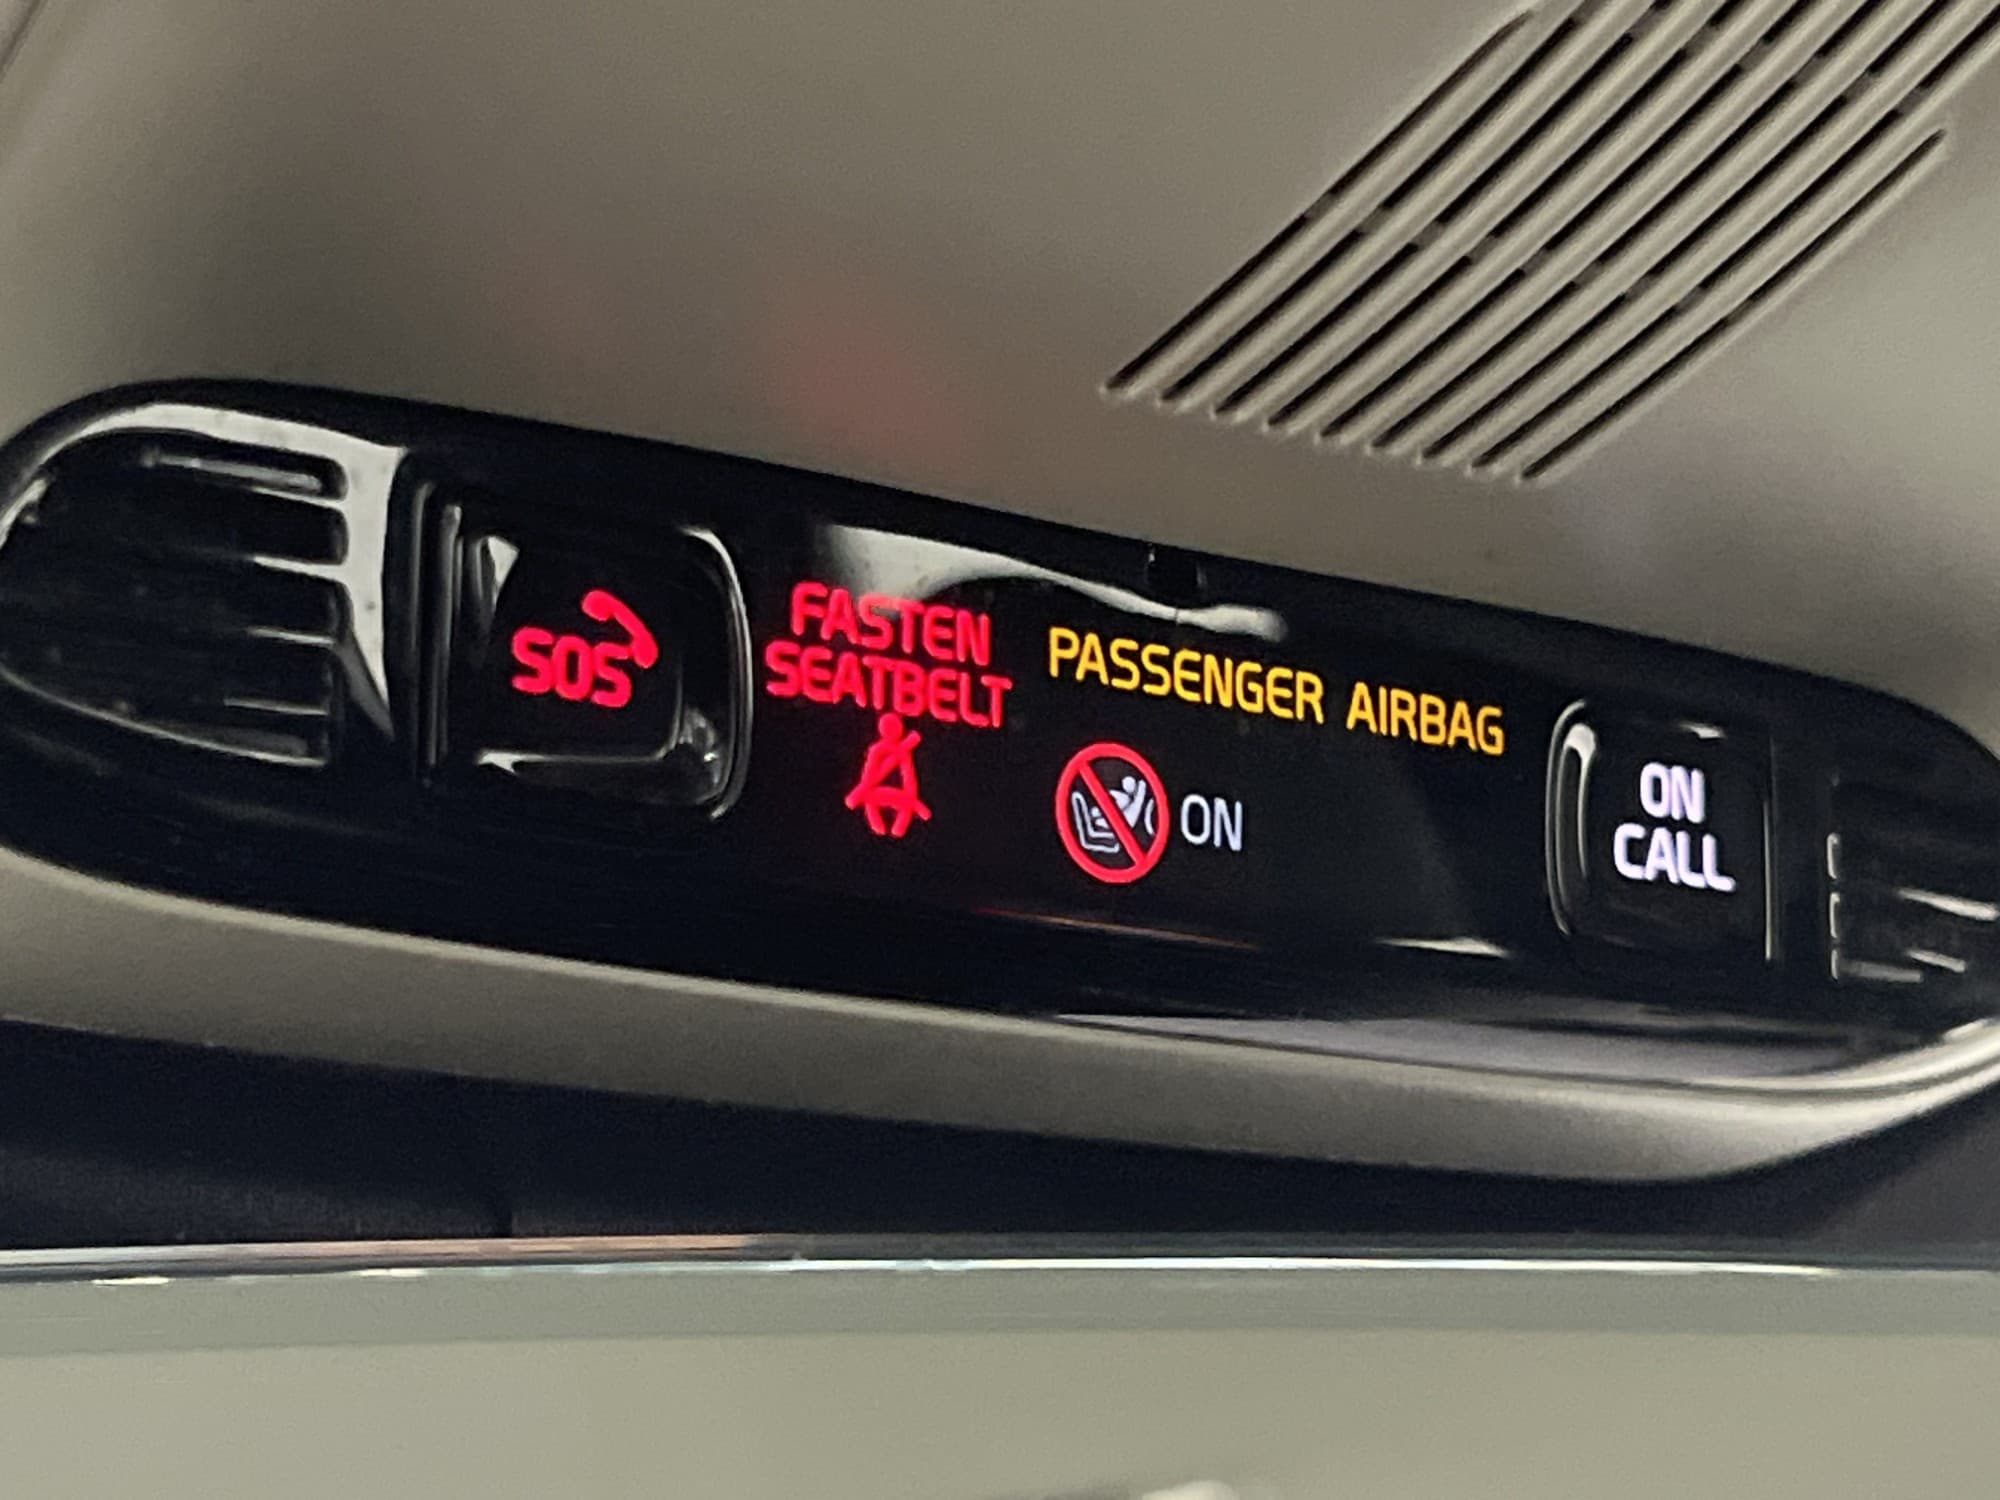 SOS
FASTEN
SEATBELT
PASSENGER AIRBAG
ON
ON
CALL